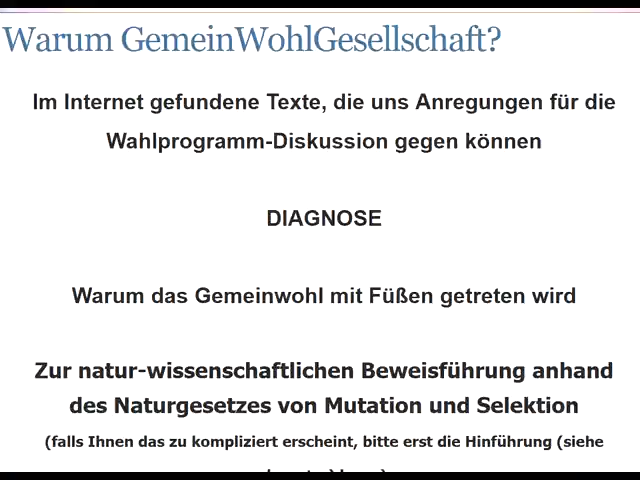 Warum GemeinWohlGesellschaft?
Im Internet gefundene Texte, die uns Anregungen für die
Wahlprogramm-Diskussion gegen können
DIAGNOSE
Warum das Gemeinwohl mit Füßen getreten wird
Zur natur-wissenschaftlichen Beweisführung anhand
des Naturgesetzes von Mutation und Selektion
(falls Ihnen das zu kompliziert erscheint, bitte erst die Hinführung (siehe